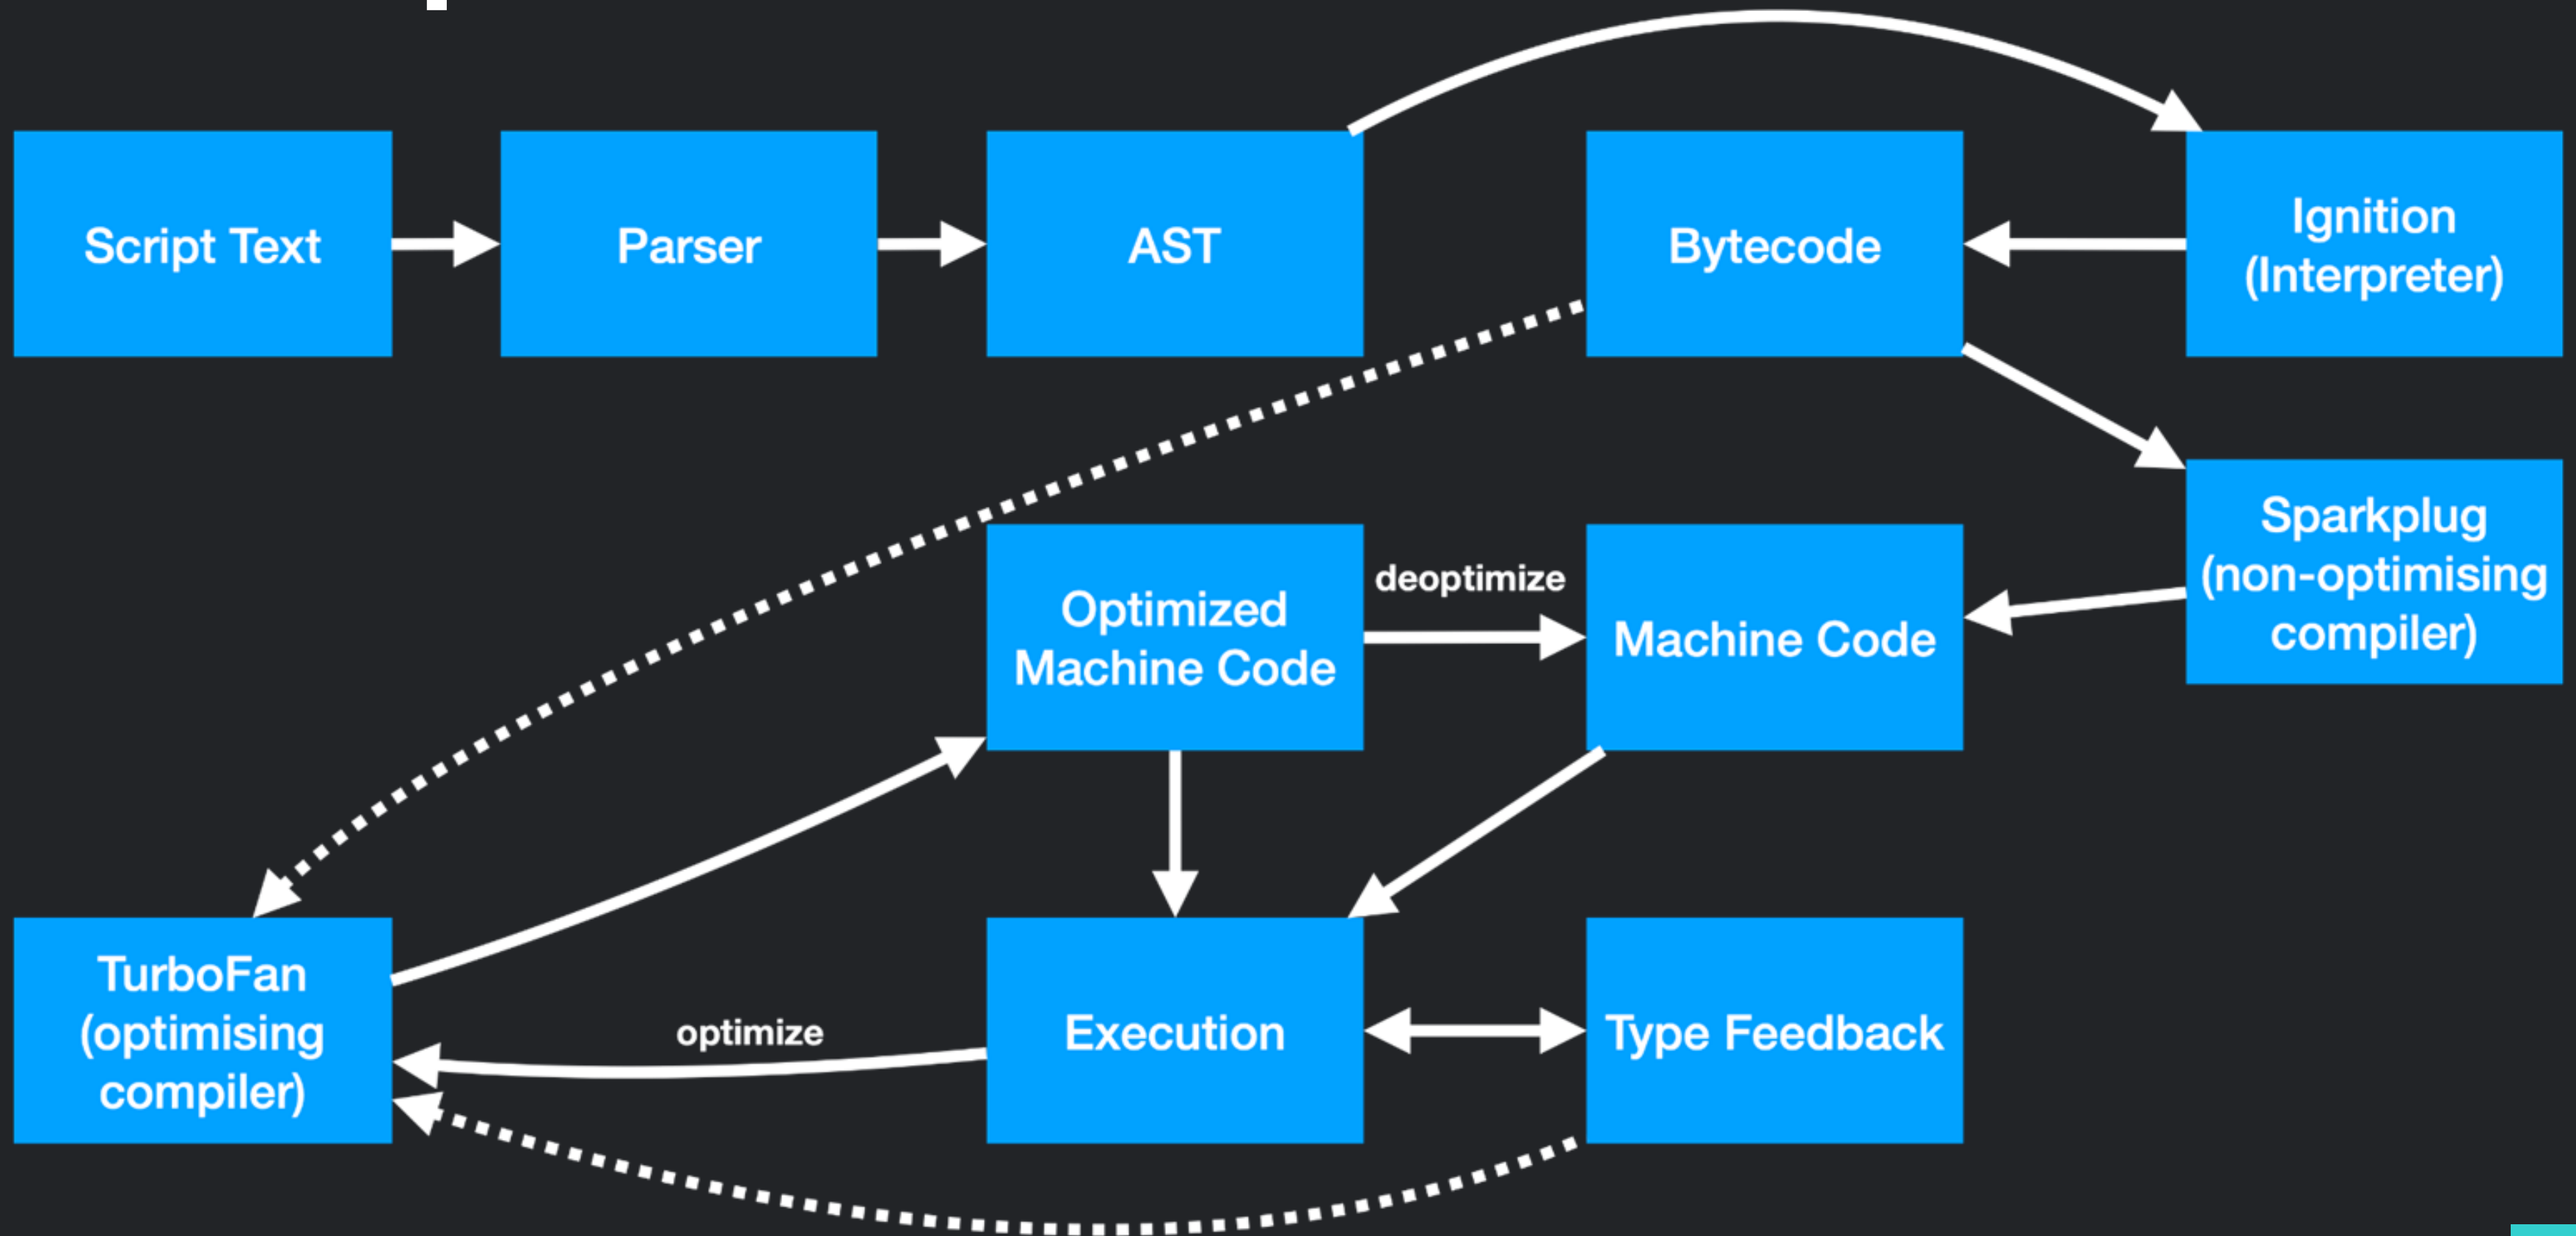 Script Text
Parser
AST
Bytecode
Ignition
(Interpreter)
Optimized
Machine Code
deoptimize
Machine Code
Sparkplug
(non-optimising
compiler)
TurboFan
(optimising
compiler)
optimize
Execution
Type Feedback